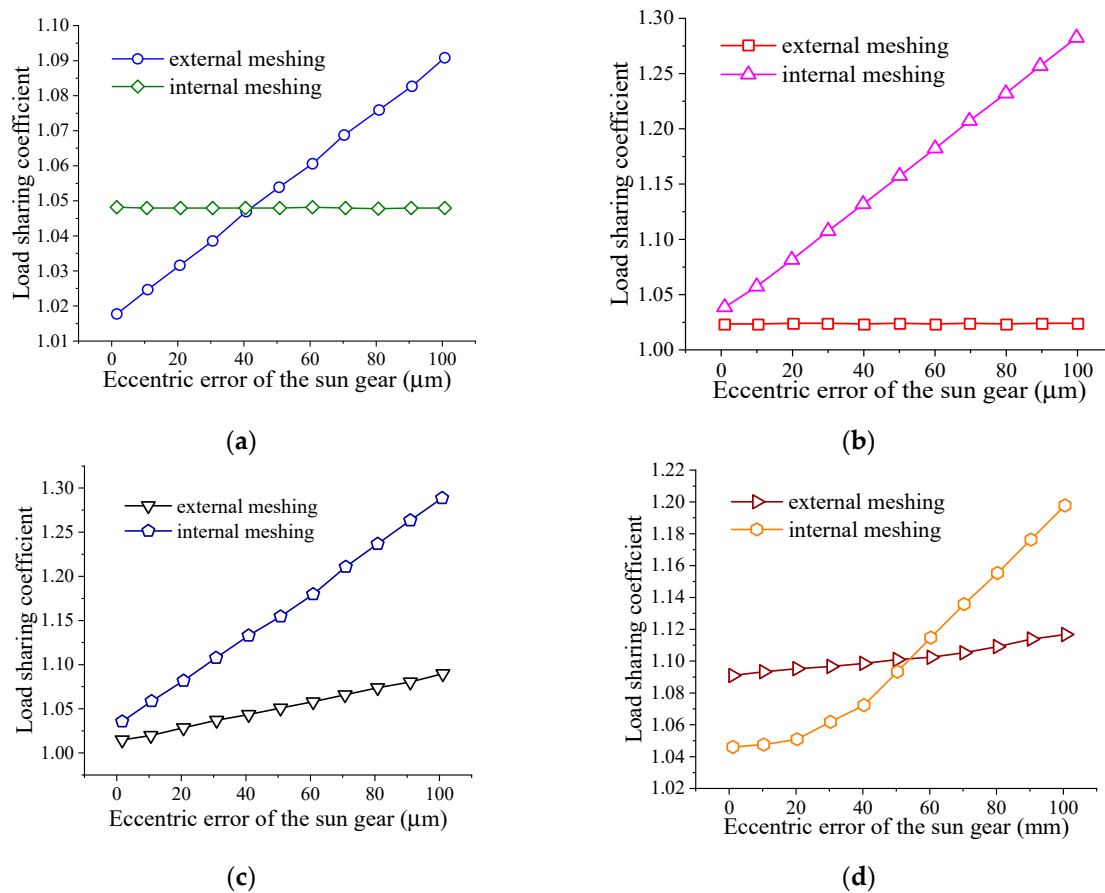 1.10
1.09
1.08
1.07
1.06
1.05
1.04
1.03
1.02
1.01
Load sharing coefficient
external meshing
internal meshing
0 20 40 60 80 100
Eccentric error of the sun gear (μm)
(a)
1.30
1.25
1.20
1.15
1.10
1.05
1.00
Load sharing coefficient
external meshing
internal meshing
0 20 40 60 80 100
Eccentric error of the sun gear (μm)
(b)
1.30
1.25
1.20
1.15
1.10
1.05
1.00
Load sharing coefficient
external meshing
internal meshing
0 20 40 60 80 100
Eccentric error of the sun gear (μm)
(c)
1.22
1.20
1.18
1.16
1.14
1.12
1.10
1.08
1.06
1.04
1.02
Load sharing coefficient
external meshing
internal meshing
0 20 40 60 80 100
Eccentric error of the sun gear (mm)
(d)